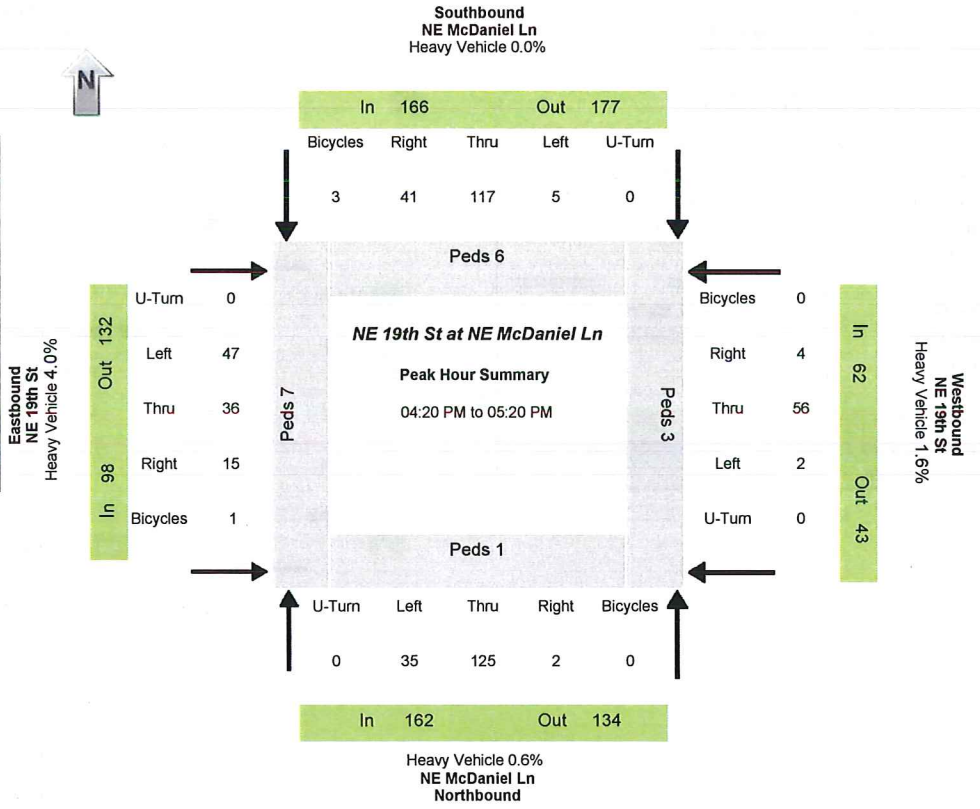 Southbound
NE McDaniel Ln
Heavy Vehicle 0.0%
N
In 166 Out 177
Bicycles Right Thru Left U-Turn
3 41 117 5 0
Peds 6
Eastbound
NE 19th St
Heavy Vehicle 4.0%
In 98 Out 132
U-Turn 0
Left 47
Thru 36
Right 15
Bicycles 1
Peds 7
NE 19th St at NE McDaniel Ln
Peak Hour Summary
04:20 PM to 05:20 PM
Peds 3
Bicycles 0
Right 4
Thru 56
Left 2
U-Turn 0
In 62 Out 43
Westbound
NE 19th St
Heavy Vehicle 1.6%
Peds 1
U-Turn Left Thru Right Bicycles
0 35 125 2 0
In 162 Out 134
Heavy Vehicle 0.6%
NE McDaniel Ln
Northbound